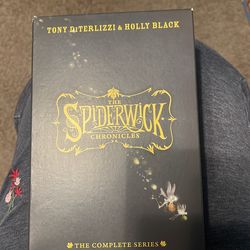 TONY DiTERLIZZI & HOLLY BLACK
THE
SPIDERWICK
CHRONICLES
THE COMPLETE SERIES